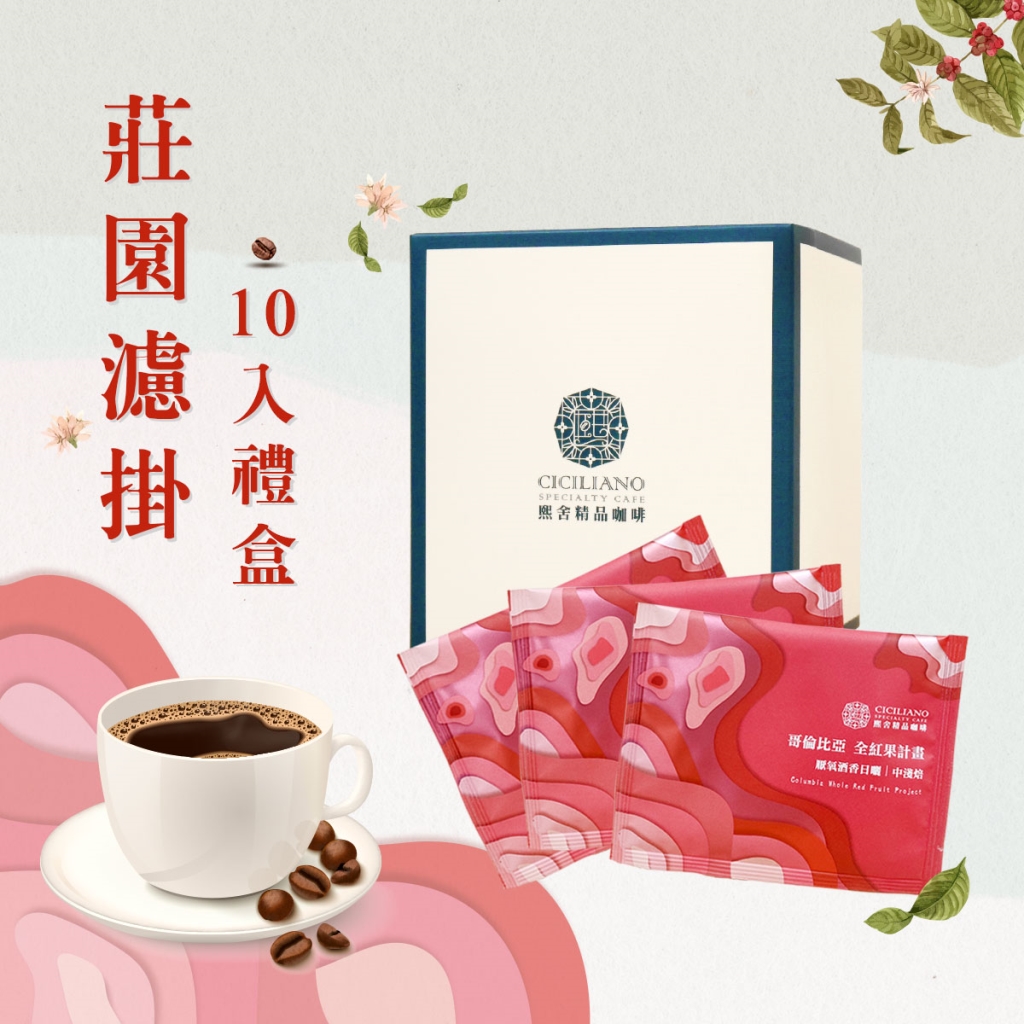 莊園濾掛
10入禮盒
CICILIANO
SPECIALTY CAFE
熙舍精品咖啡
CICILIANO
SPECIALTY CAFE
熙舍精品咖啡
哥倫比亞 全紅果計畫
厭氧酒香日曬｜中淺焙
Columbia Whole Red Fruit Project